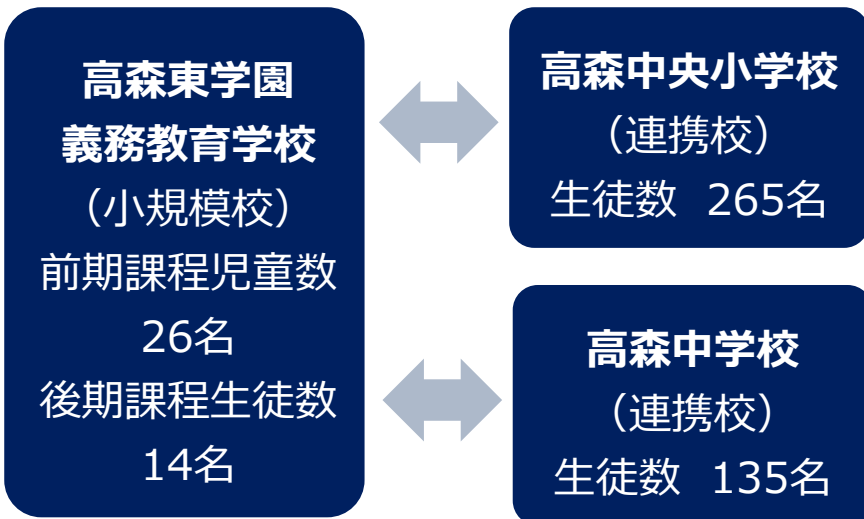 高森東学園
義務教育学校
（小規模校）
前期課程児童数
26名
後期課程生徒数
14名
高森中央小学校
（連携校）
生徒数 265名
高森中学校
（連携校）
生徒数 135名